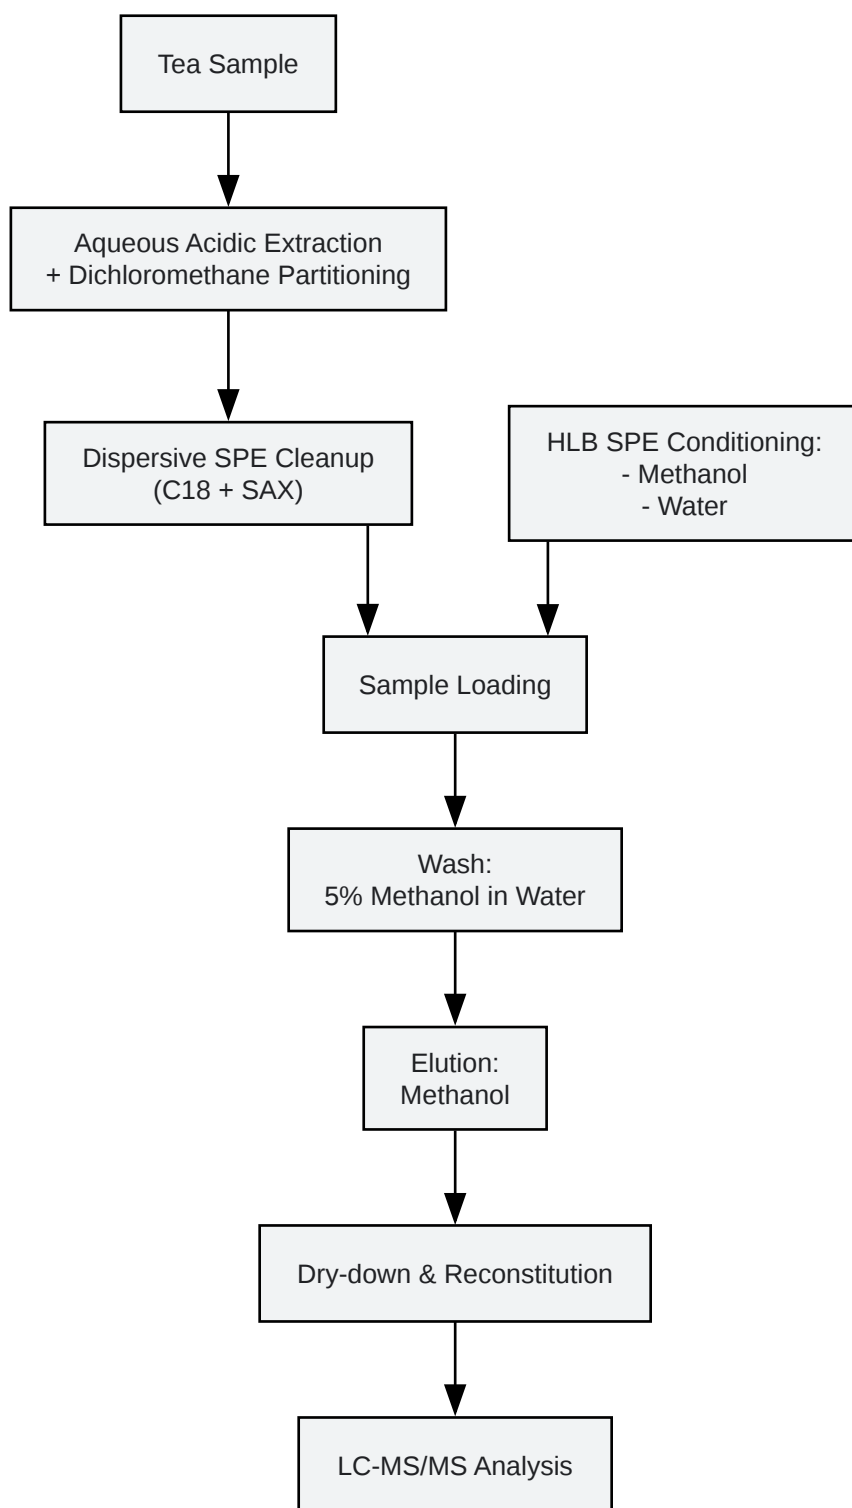 Tea Sample
Aqueous Acidic Extraction
+ Dichloromethane Partitioning
Dispersive SPE Cleanup
(C18 + SAX)
HLB SPE Conditioning:
- Methanol
- Water
Sample Loading
Wash:
5% Methanol in Water
Elution:
Methanol
Dry-down & Reconstitution
LC-MS/MS Analysis